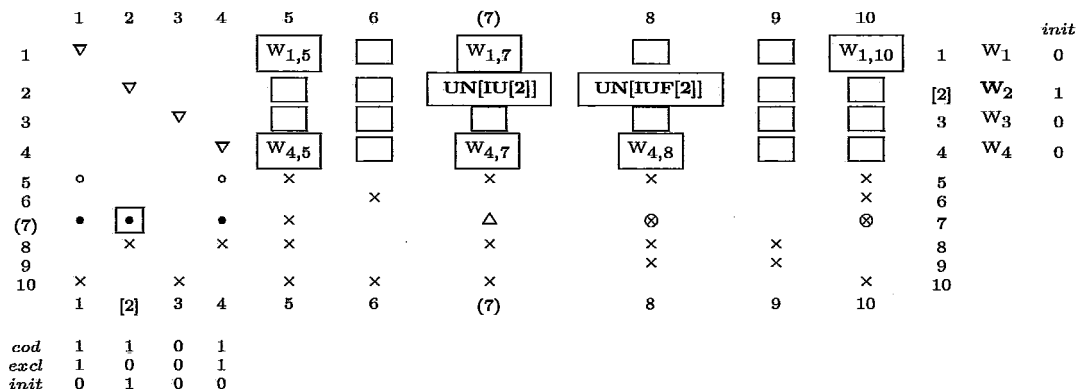 1 2 3 4 5 6 (7) 8 9 10
init
1 ▽ W1,5 W1,7 W1,10 1 W1 0
2 ▽ UN[IU[2]] UN[IUF[2]] [2] W2 1
3 ▽ 3 W3 0
4 ▽ W4,5 W4,7 W4,8 4 W4 0
5 ○ ○ × × × × 5
6 × × 6
(7) • • • × △ ⊗ ⊗ 7
8 × × × × × × 8
9 × × 9
10 × × × × × × 10
1 [2] 3 4 5 6 (7) 8 9 10
cod 1 1 0 1
excl 1 0 0 1
init 0 1 0 0